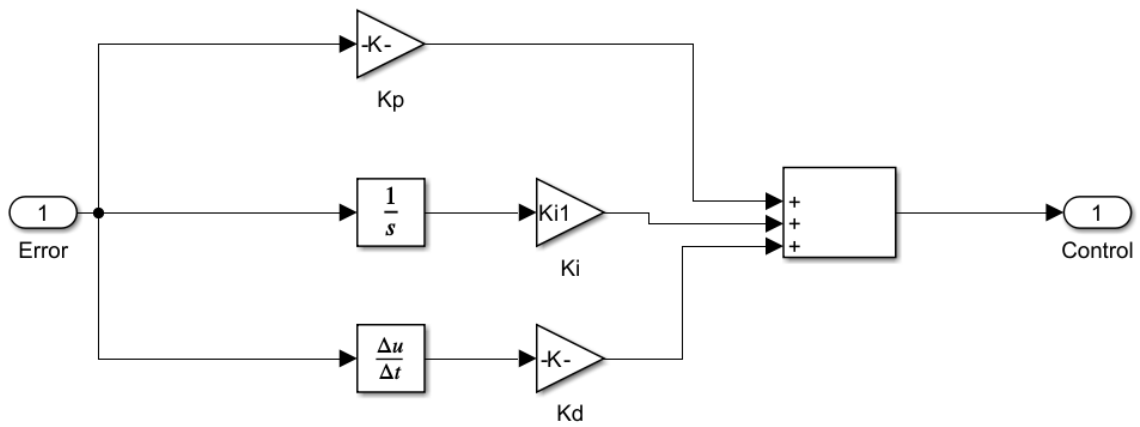 -K-
Kp
1
Error
1
s
Ki1
Ki
+
+
+
1
Control
Δu
Δt
-K-
Kd